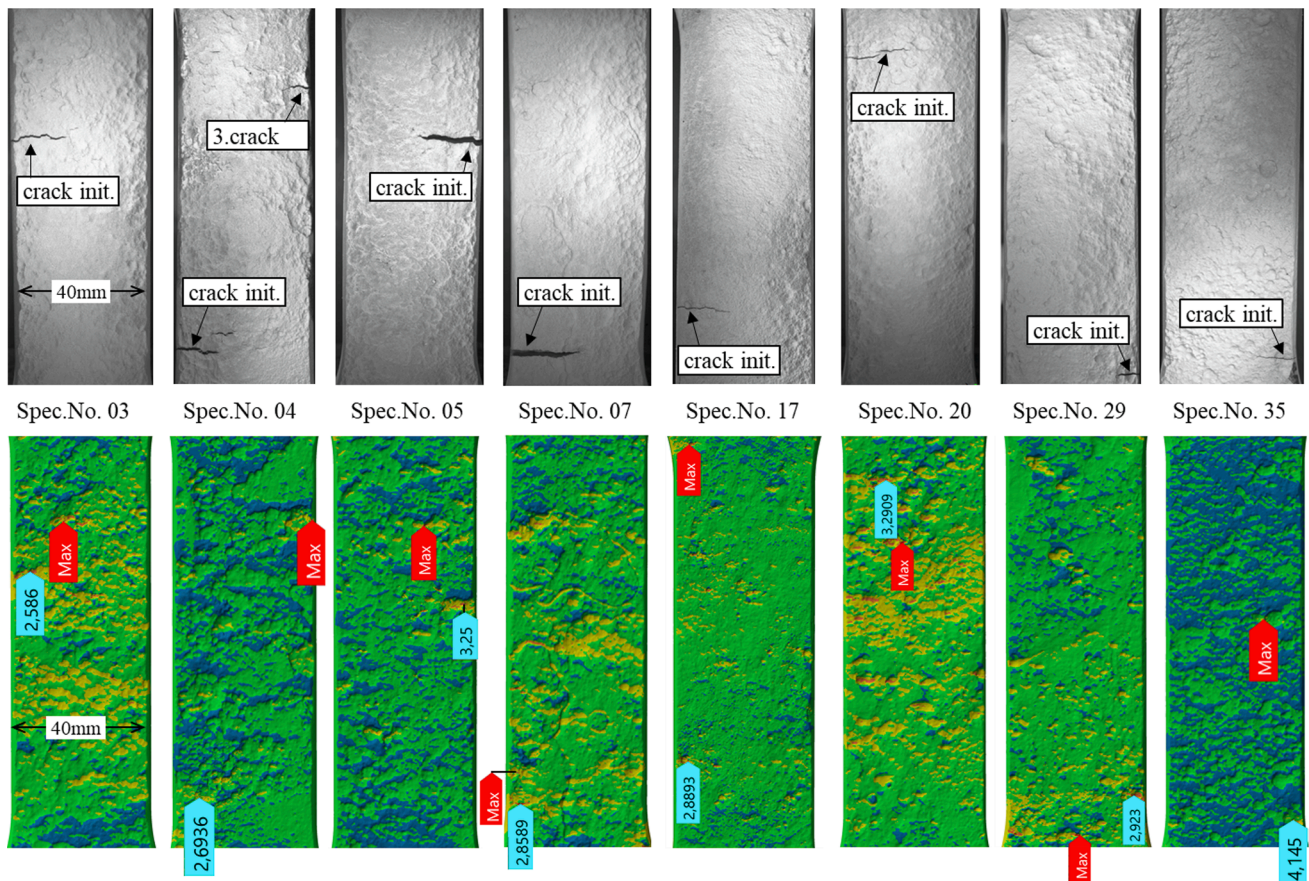 3.crack
crack init.
crack init.
crack init.
crack init.
40mm
crack init.
crack init.
crack init.
crack init.
crack init.
Spec.No. 03
Spec.No. 04
Spec.No. 05
Spec.No. 07
Spec.No. 17
Spec.No. 20
Spec.No. 29
Spec.No. 35
Max
2,586
40mm
Max
2,6936
Max
3,25
Max
2,8589
Max
2,8893
3,2909
Max
2,923
Max
Max
4,145